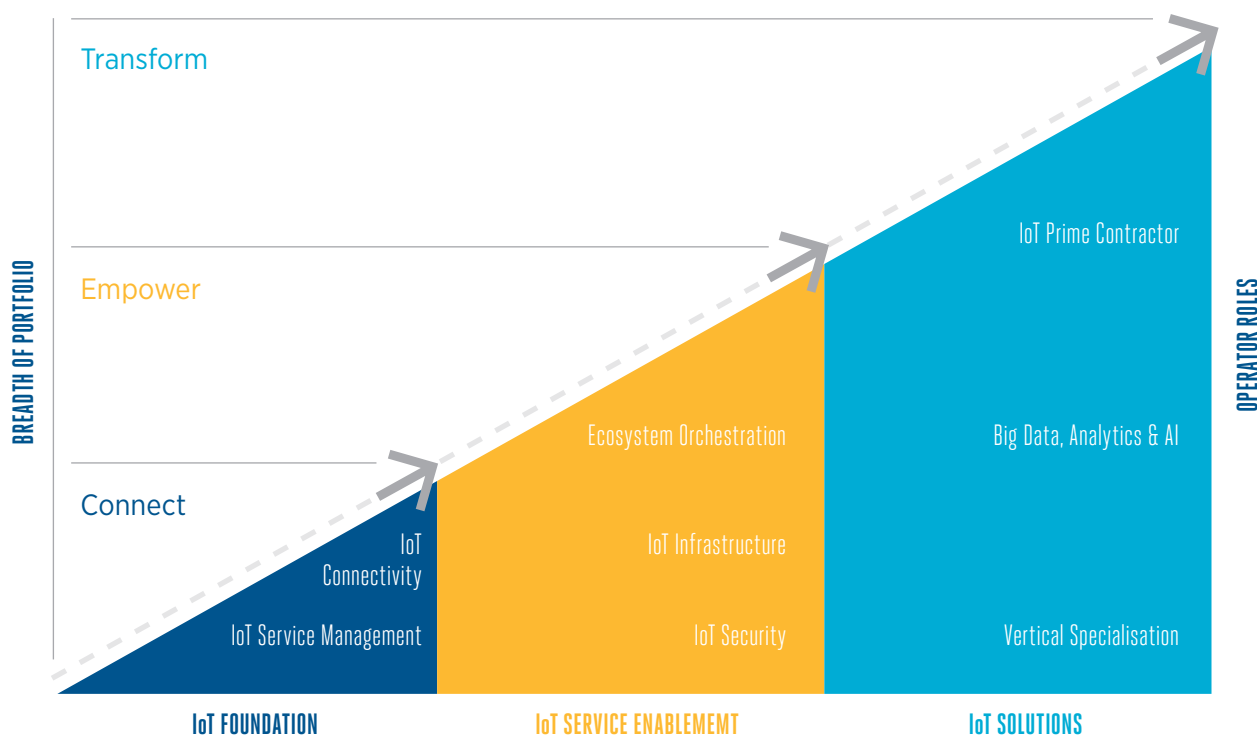 Transform
Empower
Connect
BREADTH OF PORTFOLIO
OPERATOR ROLES
IoT
Connectivity
IoT Service Management
Ecosystem Orchestration
IoT Infrastructure
IoT Security
IoT Prime Contractor
Big Data, Analytics & AI
Vertical Specialisation
IoT FOUNDATION
IoT SERVICE ENABLEMEMT
IoT SOLUTIONS